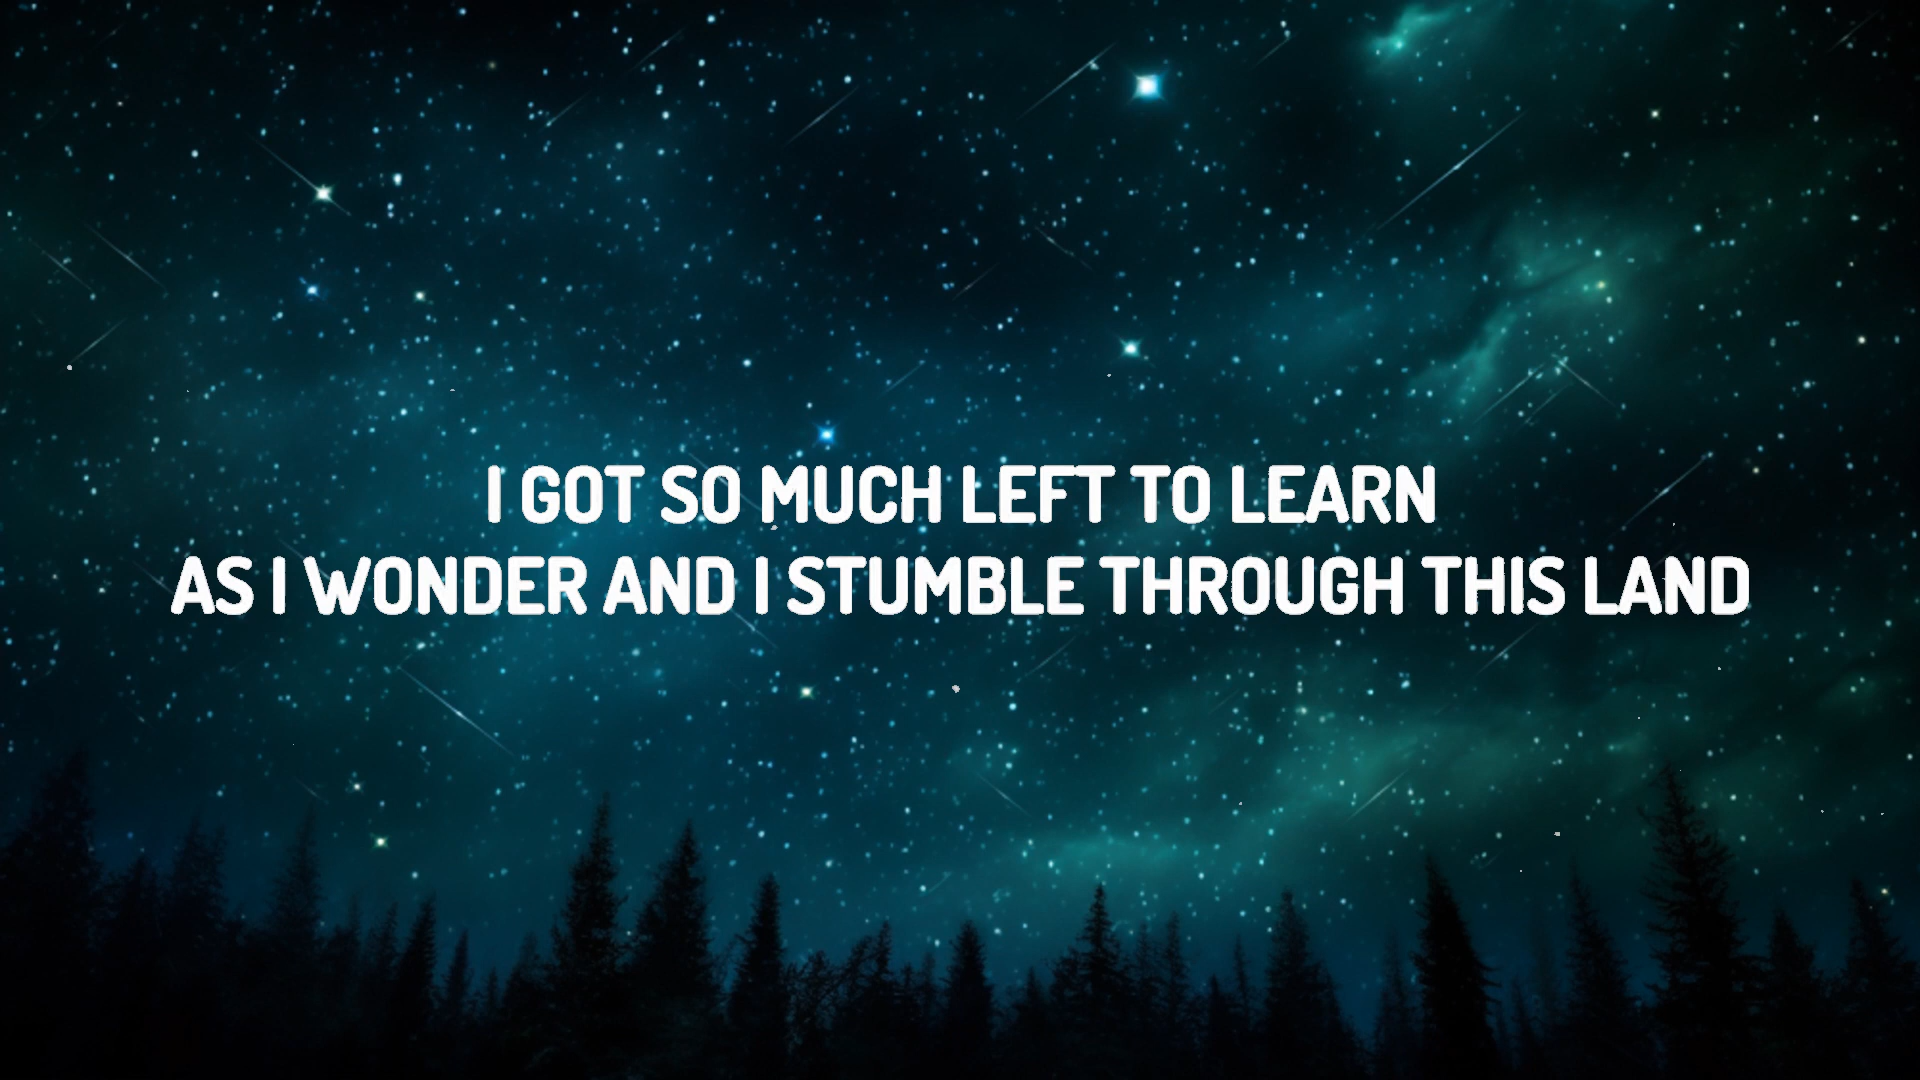 I GOT SO MUCH LEFT TO LEARN
AS I WONDER AND I STUMBLE THROUGH THIS LAND